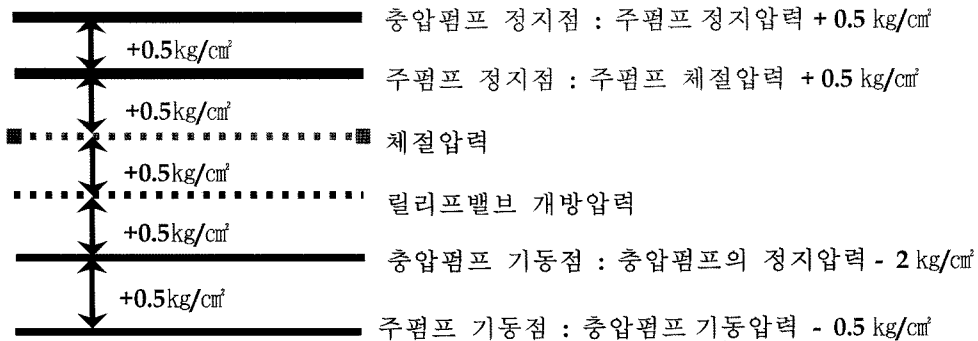 충압펌프 정지점 : 주펌프 정지압력 + 0.5 kg/㎠
+0.5kg/㎠
주펌프 정지점 : 주펌프 체절압력 + 0.5 kg/㎠
+0.5kg/㎠
체절압력
+0.5kg/㎠
릴리프밸브 개방압력
+0.5kg/㎠
충압펌프 기동점 : 충압펌프의 정지압력 - 2 kg/㎠
+0.5kg/㎠
주펌프 기동점 : 충압펌프 기동압력 - 0.5 kg/㎠